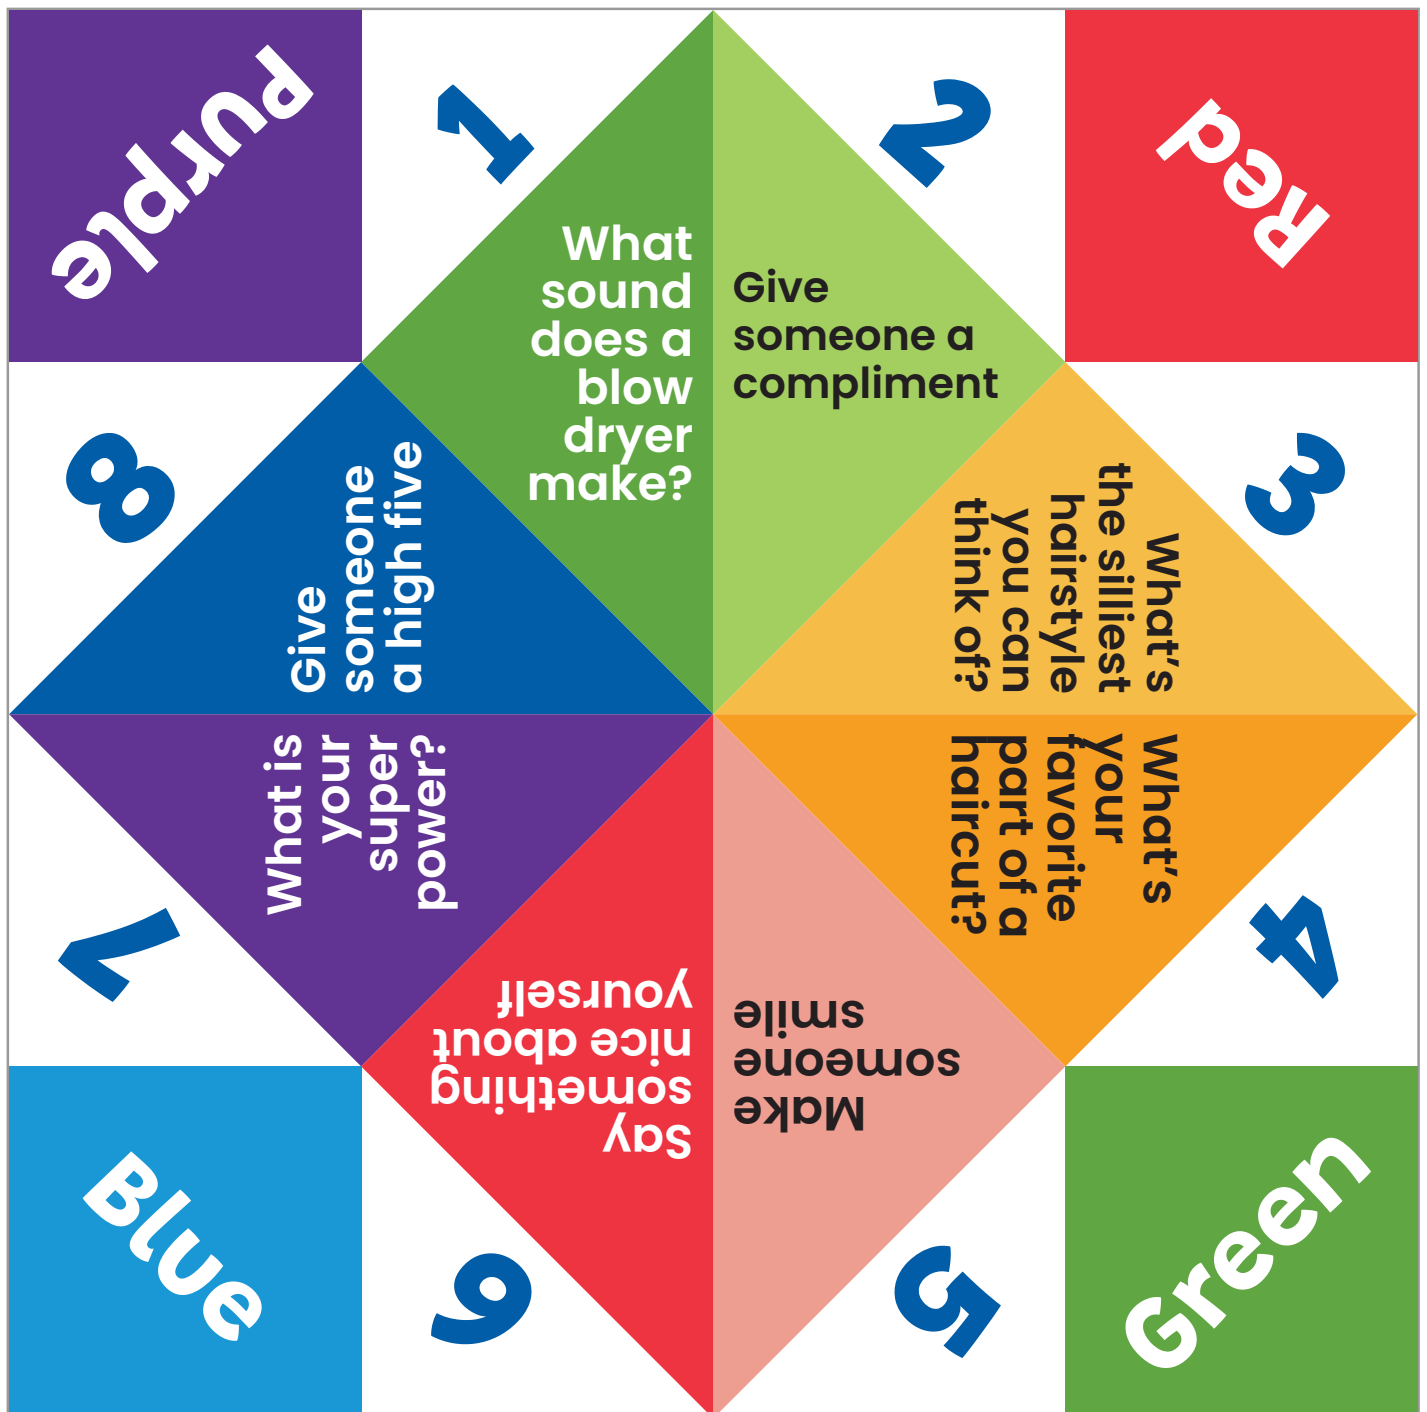 Purple
1
2
Red
What
sound
does a
blow
dryer
make?
Give
someone a
compliment
8
Give
someone
a high five
What's
the silliest
hairstyle
you can
think of?
3
7
What is
your
super
power?
What's
your
favorite
part of a
haircut?
4
Say
something
nice about
yourself
Make
someone
smile
Blue
6
5
Green